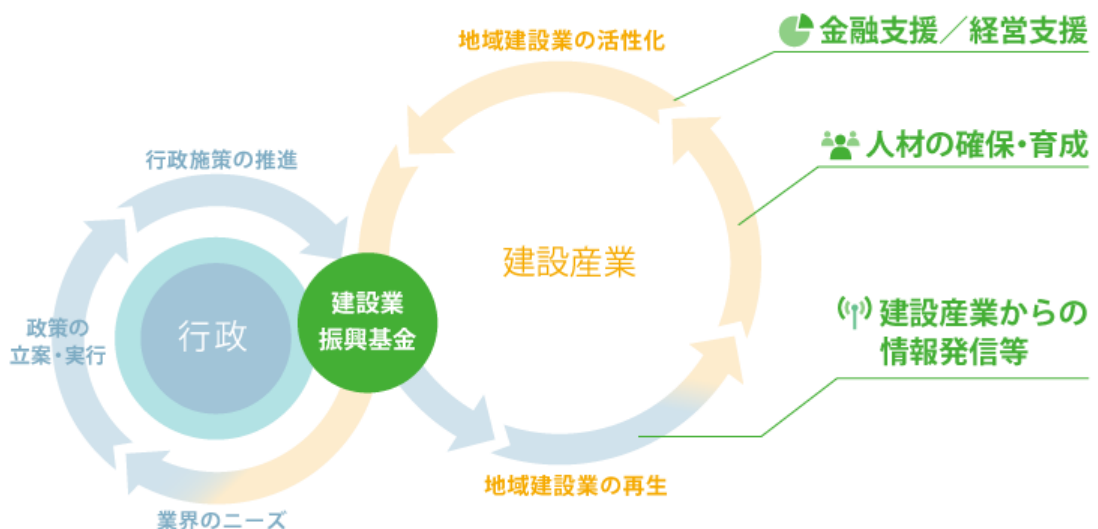 地域建設業の活性化
金融支援／経営支援
人材の確保・育成
行政施策の推進
建設産業
建設業
振興基金
行政
政策の
立案・実行
建設産業からの
情報発信等
地域建設業の再生
業界のニーズ